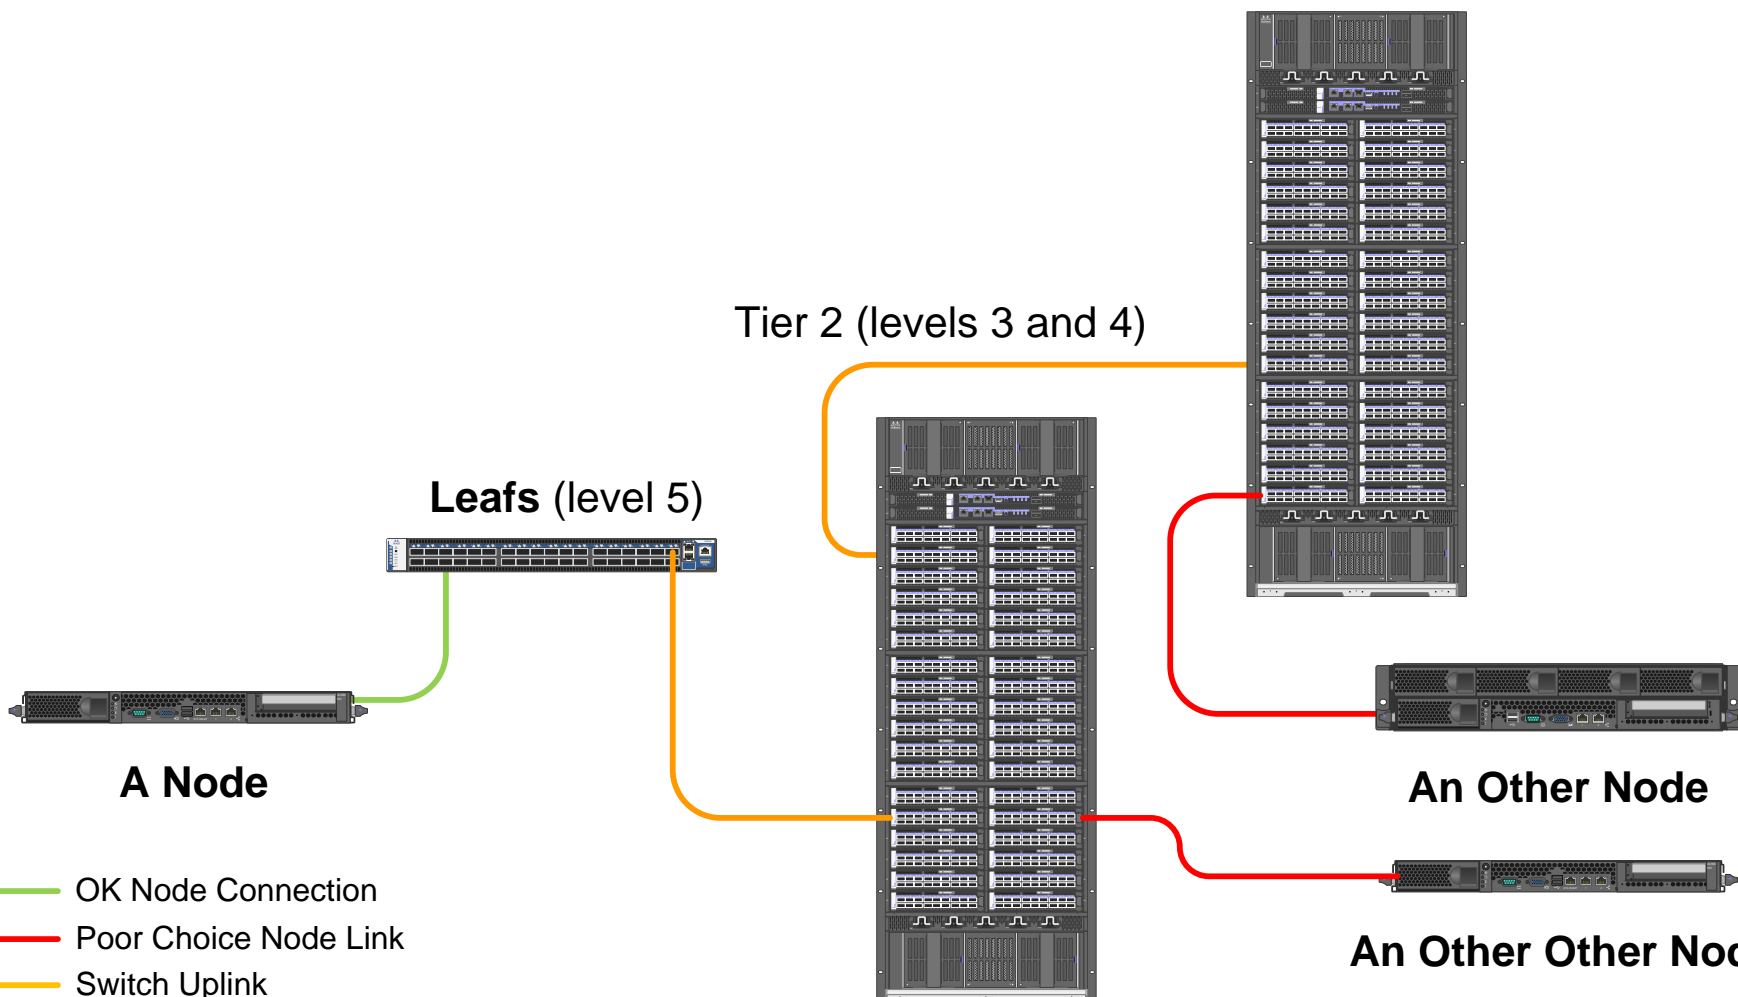 Tier 2 (levels 3 and 4)
Leafs (level 5)
A Node
An Other Node
OK Node Connection
Poor Choice Node Link
An Other Other Nod
Switch Uplink